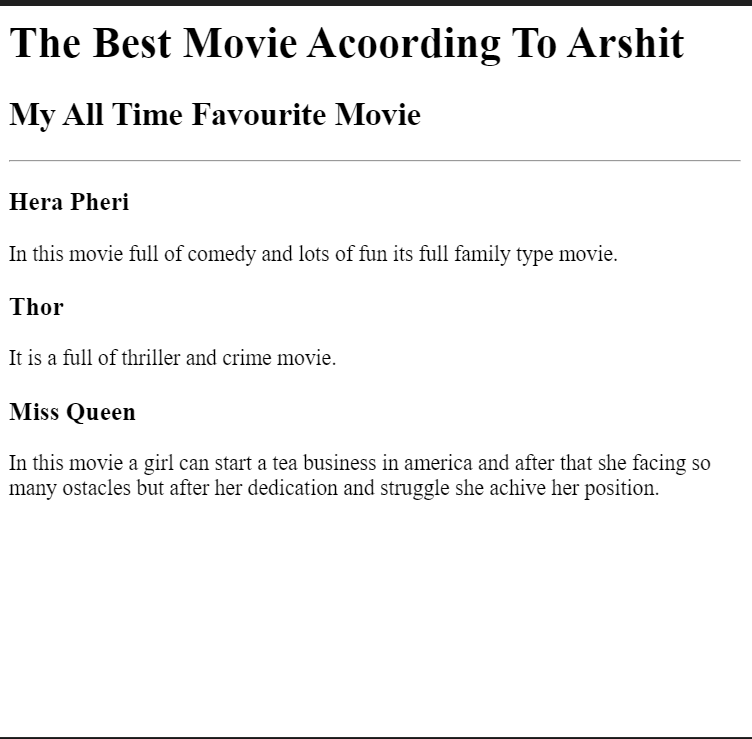 The Best Movie Acoording To Arshit
My All Time Favourite Movie
Hera Pheri
In this movie full of comedy and lots of fun its full family type movie.
Thor
It is a full of thriller and crime movie.
Miss Queen
In this movie a girl can start a tea business in america and after that she facing so
many ostacles but after her dedication and struggle she achive her position.